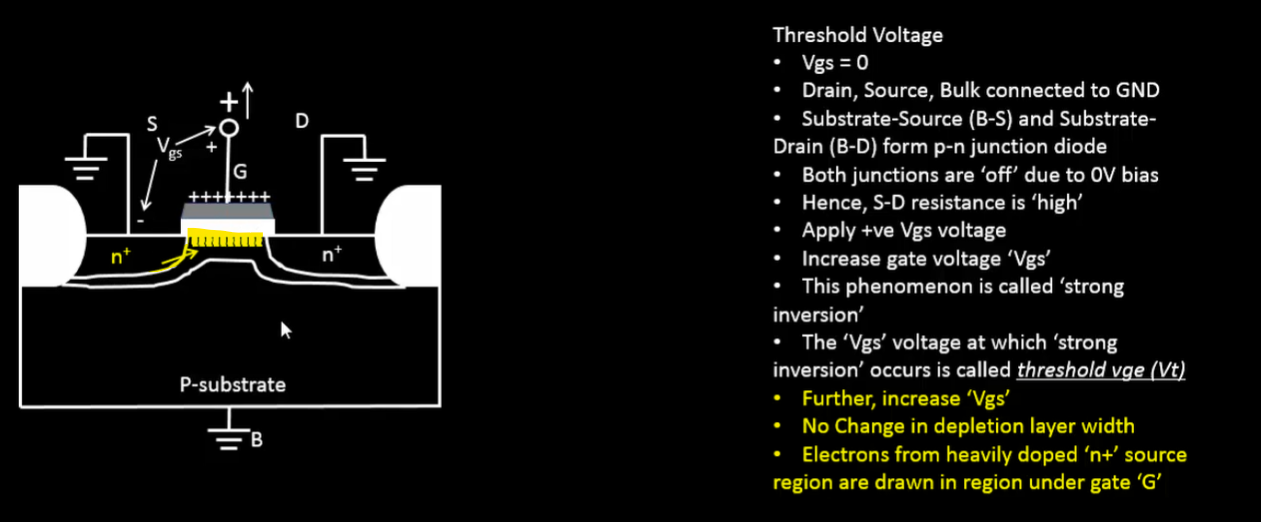 Threshold Voltage
• Vgs = 0
• Drain, Source, Bulk connected to GND
• Substrate-Source (B-S) and Substrate-
Drain (B-D) form p-n junction diode
• Both junctions are ‘off’ due to 0V bias
• Hence, S-D resistance is ‘high’
• Apply +ve Vgs voltage
• Increase gate voltage ‘Vgs’
• This phenomenon is called ‘strong
inversion’
• The ‘Vgs’ voltage at which ‘strong
inversion’ occurs is called threshold vge (Vt)
• Further, increase ‘Vgs’
• No Change in depletion layer width
• Electrons from heavily doped ‘n+’ source
region are drawn in region under gate ‘G’
+
S
D
Vgs
+
G
+++++++
-
n+
n+
P-substrate
B